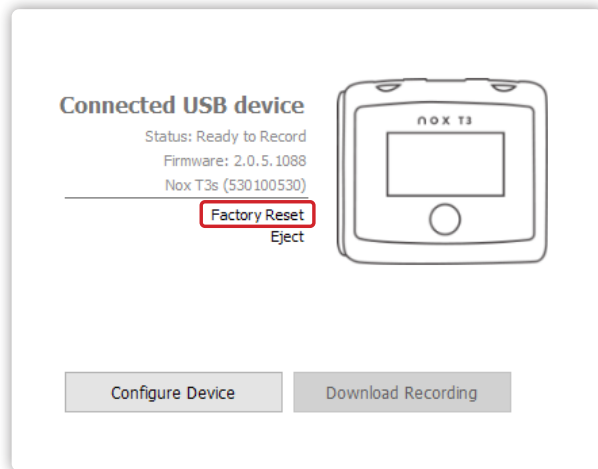 Connected USB device
Status: Ready to Record
Firmware: 2.0.5.1088
Nox T3s (530100530)
Factory Reset
Eject
nox T3
Configure Device
Download Recording